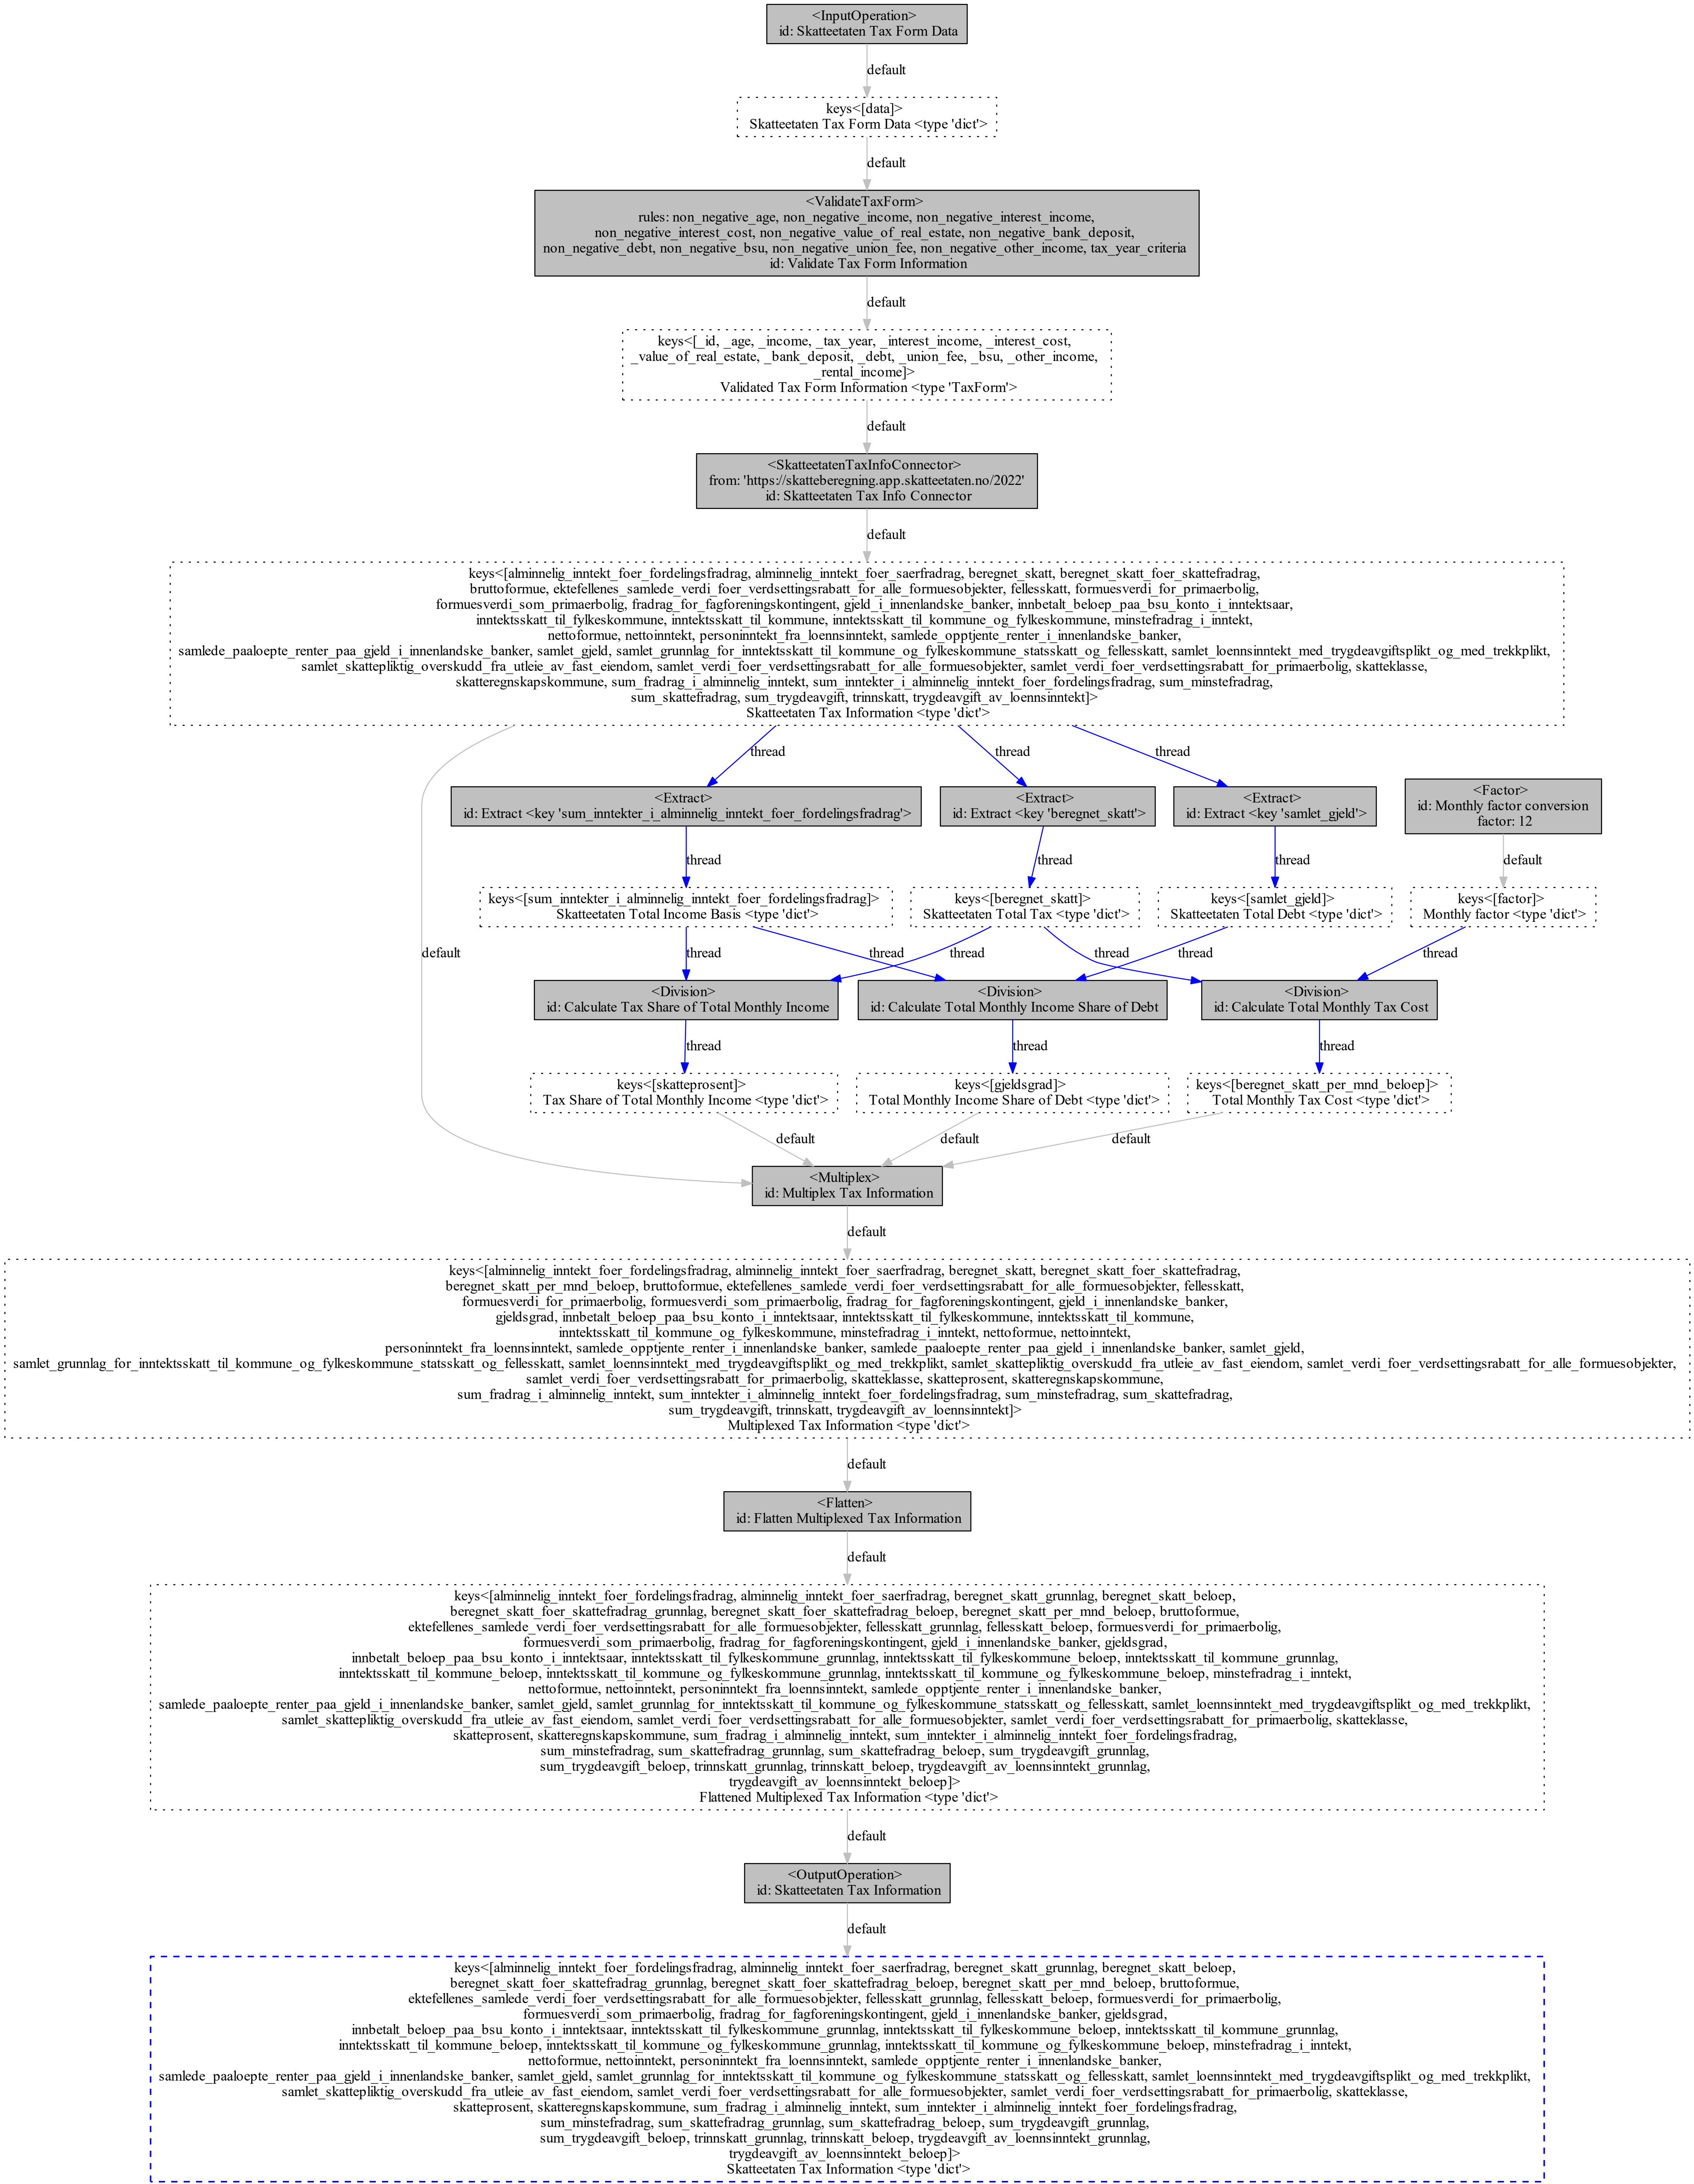 <InputOperation>
id: Skatteetaten Tax Form Data
default
keys<[data]>
Skatteetaten Tax Form Data <type 'dict'>
default
<ValidateTaxForm>
rules: non_negative_age, non_negative_income, non_negative_interest_income,
non_negative_interest_cost, non_negative_value_of_real_estate, non_negative_bank_deposit,
non_negative_debt, non_negative_bsu, non_negative_union_fee, non_negative_other_income, tax_year_criteria
id: Validate Tax Form Information
default
keys<[_id, _age, _income, _tax_year, _interest_income, _interest_cost,
_value_of_real_estate, _bank_deposit, _debt, _union_fee, _bsu, _other_income,
_rental_income]>
Validated Tax Form Information <type 'TaxForm'>
default
<SkatteetatenTaxInfoConnector>
from: 'https://skatteberegning.app.skatteetaten.no/2022'
id: Skatteetaten Tax Info Connector
default
keys<[alminnelig_inntekt_foer_fordelingsfradrag, alminnelig_inntekt_foer_saerfradrag, beregnet_skatt, beregnet_skatt_foer_skattefradrag,
bruttoformue, ektefellenes_samlede_verdi_foer_verdsettingsrabatt_for_alle_formuesobjekter, fellesskatt, formuesverdi_for_primaerbolig,
formuesverdi_som_primaerbolig, fradrag_for_fagforeningskontingent, gjeld_i_innenlandske_banker, innbetalt_beloep_paa_bsu_konto_i_inntektsaar,
inntektsskatt_til_fylkeskommune, inntektsskatt_til_kommune, inntektsskatt_til_kommune_og_fylkeskommune, minstefradrag_i_inntekt,
nettoformue, nettoinntekt, personinntekt_fra_loennsinntekt, samlede_opptjente_renter_i_innenlandske_banker,
samlede_paaloepte_renter_paa_gjeld_i_innenlandske_banker, samlet_gjeld, samlet_grunnlag_for_inntektsskatt_til_kommune_og_fylkeskommune_statsskatt_og_fellesskatt, samlet_loennsinntekt_med_trygdeavgiftsplikt_og_med_trekkplikt,
samlet_skattepliktig_overskudd_fra_utleie_av_fast_eiendom, samlet_verdi_foer_verdsettingsrabatt_for_alle_formuesobjekter, samlet_verdi_foer_verdsettingsrabatt_for_primaerbolig, skatteklasse,
skatteregnskapskommune, sum_fradrag_i_alminnelig_inntekt, sum_inntekter_i_alminnelig_inntekt_foer_fordelingsfradrag, sum_minstefradrag,
sum_skattefradrag, sum_trygdeavgift, trinnskatt, trygdeavgift_av_loennsinntekt]>
Skatteetaten Tax Information <type 'dict'>
thread
thread
thread
<Extract>
id: Extract <key 'sum_inntekter_i_alminnelig_inntekt_foer_fordelingsfradrag'>
<Extract>
id: Extract <key 'beregnet_skatt'>
<Extract>
id: Extract <key 'samlet_gjeld'>
<Factor>
id: Monthly factor conversion
factor: 12
thread
thread
thread
default
keys<[sum_inntekter_i_alminnelig_inntekt_foer_fordelingsfradrag]>
Skatteetaten Total Income Basis <type 'dict'>
keys<[beregnet_skatt]>
Skatteetaten Total Tax <type 'dict'>
keys<[samlet_gjeld]>
Skatteetaten Total Debt <type 'dict'>
keys<[factor]>
Monthly factor <type 'dict'>
default
thread
thread
thread
thread
thread
thread
<Division>
id: Calculate Tax Share of Total Monthly Income
<Division>
id: Calculate Total Monthly Income Share of Debt
<Division>
id: Calculate Total Monthly Tax Cost
thread
thread
thread
keys<[skatteprosent]>
Tax Share of Total Monthly Income <type 'dict'>
keys<[gjeldsgrad]>
Total Monthly Income Share of Debt <type 'dict'>
keys<[beregnet_skatt_per_mnd_beloep]>
Total Monthly Tax Cost <type 'dict'>
default
default
default
<Multiplex>
id: Multiplex Tax Information
default
keys<[alminnelig_inntekt_foer_fordelingsfradrag, alminnelig_inntekt_foer_saerfradrag, beregnet_skatt, beregnet_skatt_foer_skattefradrag,
beregnet_skatt_per_mnd_beloep, bruttoformue, ektefellenes_samlede_verdi_foer_verdsettingsrabatt_for_alle_formuesobjekter, fellesskatt,
formuesverdi_for_primaerbolig, formuesverdi_som_primaerbolig, fradrag_for_fagforeningskontingent, gjeld_i_innenlandske_banker,
gjeldsgrad, innbetalt_beloep_paa_bsu_konto_i_inntektsaar, inntektsskatt_til_fylkeskommune, inntektsskatt_til_kommune,
inntektsskatt_til_kommune_og_fylkeskommune, minstefradrag_i_inntekt, nettoformue, nettoinntekt,
personinntekt_fra_loennsinntekt, samlede_opptjente_renter_i_innenlandske_banker, samlede_paaloepte_renter_paa_gjeld_i_innenlandske_banker, samlet_gjeld,
samlet_grunnlag_for_inntektsskatt_til_kommune_og_fylkeskommune_statsskatt_og_fellesskatt, samlet_loennsinntekt_med_trygdeavgiftsplikt_og_med_trekkplikt, samlet_skattepliktig_overskudd_fra_utleie_av_fast_eiendom, samlet_verdi_foer_verdsettingsrabatt_for_alle_formuesobjekter,
samlet_verdi_foer_verdsettingsrabatt_for_primaerbolig, skatteklasse, skatteprosent, skatteregnskapskommune,
sum_fradrag_i_alminnelig_inntekt, sum_inntekter_i_alminnelig_inntekt_foer_fordelingsfradrag, sum_minstefradrag, sum_skattefradrag,
sum_trygdeavgift, trinnskatt, trygdeavgift_av_loennsinntekt]>
Multiplexed Tax Information <type 'dict'>
default
<Flatten>
id: Flatten Multiplexed Tax Information
default
keys<[alminnelig_inntekt_foer_fordelingsfradrag, alminnelig_inntekt_foer_saerfradrag, beregnet_skatt_grunnlag, beregnet_skatt_beloep,
beregnet_skatt_foer_skattefradrag_grunnlag, beregnet_skatt_foer_skattefradrag_beloep, beregnet_skatt_per_mnd_beloep, bruttoformue,
ektefellenes_samlede_verdi_foer_verdsettingsrabatt_for_alle_formuesobjekter, fellesskatt_grunnlag, fellesskatt_beloep, formuesverdi_for_primaerbolig,
formuesverdi_som_primaerbolig, fradrag_for_fagforeningskontingent, gjeld_i_innenlandske_banker, gjeldsgrad,
innbetalt_beloep_paa_bsu_konto_i_inntektsaar, inntektsskatt_til_fylkeskommune_grunnlag, inntektsskatt_til_fylkeskommune_beloep, inntektsskatt_til_kommune_grunnlag,
inntektsskatt_til_kommune_beloep, inntektsskatt_til_kommune_og_fylkeskommune_grunnlag, inntektsskatt_til_kommune_og_fylkeskommune_beloep, minstefradrag_i_inntekt,
nettoformue, nettoinntekt, personinntekt_fra_loennsinntekt, samlede_opptjente_renter_i_innenlandske_banker,
samlede_paaloepte_renter_paa_gjeld_i_innenlandske_banker, samlet_gjeld, samlet_grunnlag_for_inntektsskatt_til_kommune_og_fylkeskommune_statsskatt_og_fellesskatt, samlet_loennsinntekt_med_trygdeavgiftsplikt_og_med_trekkplikt,
samlet_skattepliktig_overskudd_fra_utleie_av_fast_eiendom, samlet_verdi_foer_verdsettingsrabatt_for_alle_formuesobjekter, samlet_verdi_foer_verdsettingsrabatt_for_primaerbolig, skatteklasse,
skatteprosent, skatteregnskapskommune, sum_fradrag_i_alminnelig_inntekt, sum_inntekter_i_alminnelig_inntekt_foer_fordelingsfradrag,
sum_minstefradrag, sum_skattefradrag_grunnlag, sum_skattefradrag_beloep, sum_trygdeavgift_grunnlag,
sum_trygdeavgift_beloep, trinnskatt_grunnlag, trinnskatt_beloep, trygdeavgift_av_loennsinntekt_grunnlag,
trygdeavgift_av_loennsinntekt_beloep]>
Flattened Multiplexed Tax Information <type 'dict'>
default
<OutputOperation>
id: Skatteetaten Tax Information
default
keys<[alminnelig_inntekt_foer_fordelingsfradrag, alminnelig_inntekt_foer_saerfradrag, beregnet_skatt_grunnlag, beregnet_skatt_beloep,
beregnet_skatt_foer_skattefradrag_grunnlag, beregnet_skatt_foer_skattefradrag_beloep, beregnet_skatt_per_mnd_beloep, bruttoformue,
ektefellenes_samlede_verdi_foer_verdsettingsrabatt_for_alle_formuesobjekter, fellesskatt_grunnlag, fellesskatt_beloep, formuesverdi_for_primaerbolig,
formuesverdi_som_primaerbolig, fradrag_for_fagforeningskontingent, gjeld_i_innenlandske_banker, gjeldsgrad,
innbetalt_beloep_paa_bsu_konto_i_inntektsaar, inntektsskatt_til_fylkeskommune_grunnlag, inntektsskatt_til_fylkeskommune_beloep, inntektsskatt_til_kommune_grunnlag,
inntektsskatt_til_kommune_beloep, inntektsskatt_til_kommune_og_fylkeskommune_grunnlag, inntektsskatt_til_kommune_og_fylkeskommune_beloep, minstefradrag_i_inntekt,
nettoformue, nettoinntekt, personinntekt_fra_loennsinntekt, samlede_opptjente_renter_i_innenlandske_banker,
samlede_paaloepte_renter_paa_gjeld_i_innenlandske_banker, samlet_gjeld, samlet_grunnlag_for_inntektsskatt_til_kommune_og_fylkeskommune_statsskatt_og_fellesskatt, samlet_loennsinntekt_med_trygdeavgiftsplikt_og_med_trekkplikt,
samlet_skattepliktig_overskudd_fra_utleie_av_fast_eiendom, samlet_verdi_foer_verdsettingsrabatt_for_alle_formuesobjekter, samlet_verdi_foer_verdsettingsrabatt_for_primaerbolig, skatteklasse,
skatteprosent, skatteregnskapskommune, sum_fradrag_i_alminnelig_inntekt, sum_inntekter_i_alminnelig_inntekt_foer_fordelingsfradrag,
sum_minstefradrag, sum_skattefradrag_grunnlag, sum_skattefradrag_beloep, sum_trygdeavgift_grunnlag,
sum_trygdeavgift_beloep, trinnskatt_grunnlag, trinnskatt_beloep, trygdeavgift_av_loennsinntekt_grunnlag,
trygdeavgift_av_loennsinntekt_beloep]>
Skatteetaten Tax Information <type 'dict'>